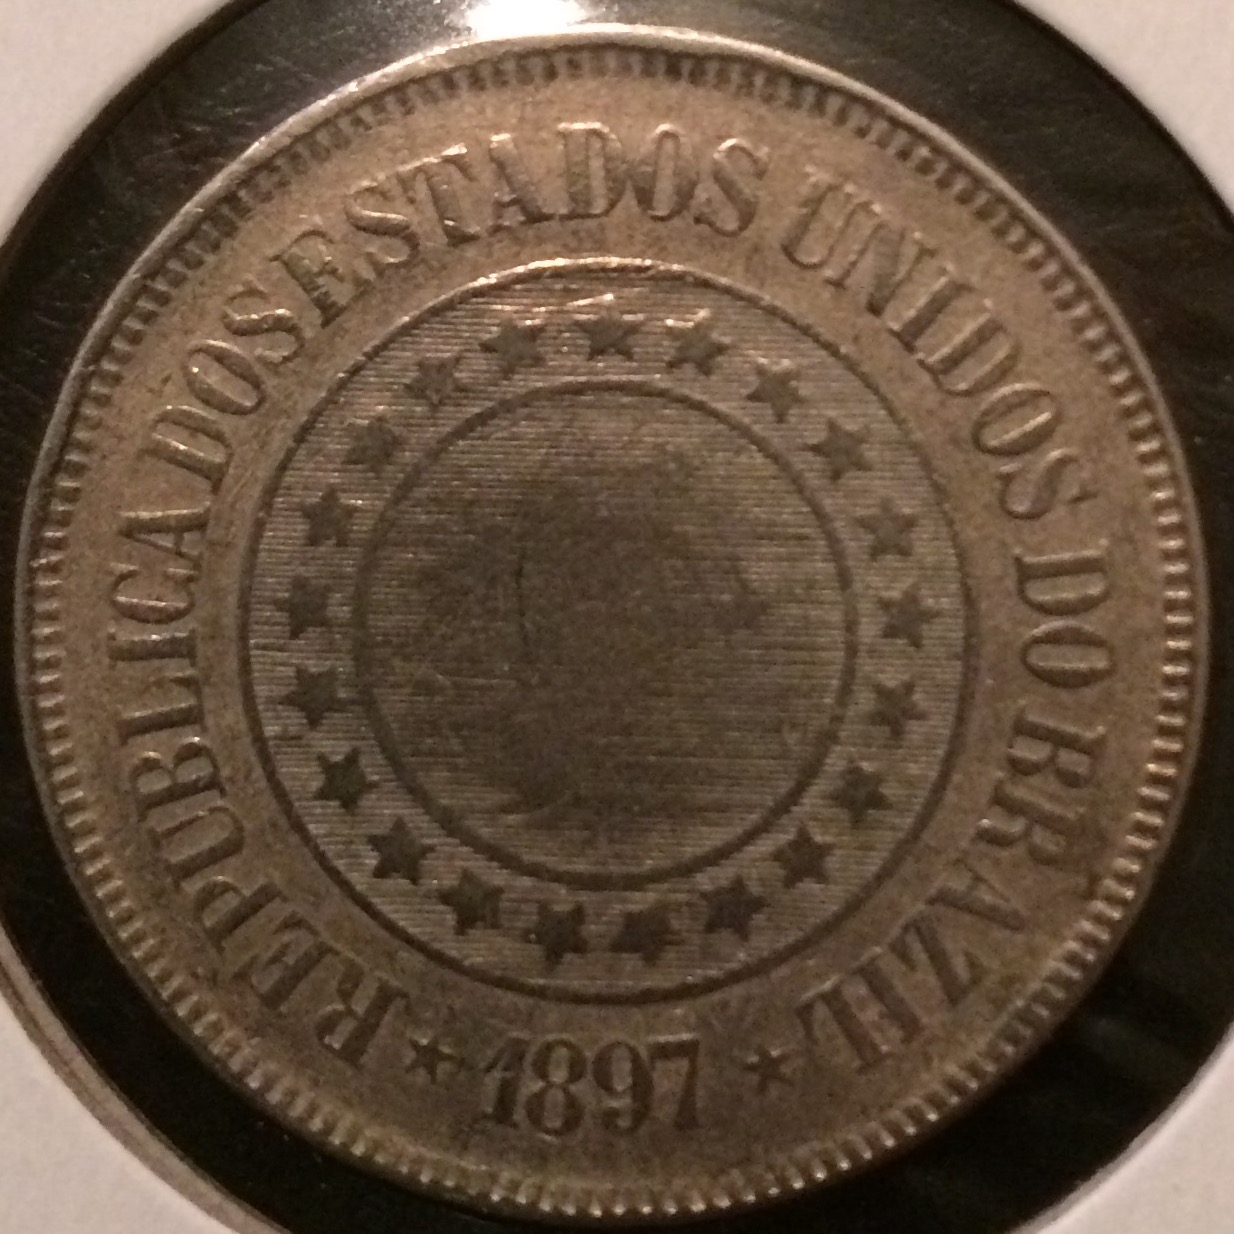 REPUBLICA DOS ESTADOS UNIDOS DO BRAZIL
1897